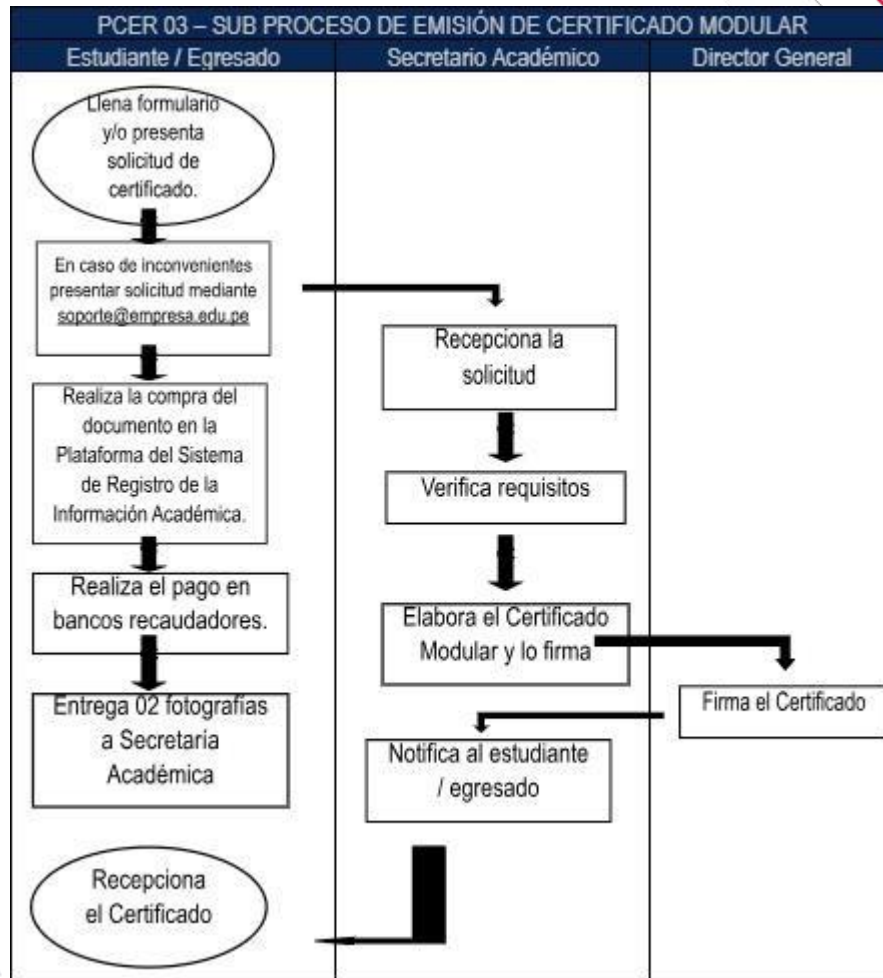 PCER 03 – SUB PROCESO DE EMISIÓN DE CERTIFICADO MODULAR
Estudiante / Egresado
Secretario Académico
Director General
Llena formulario
y/o presenta
solicitud de
certificado.
En caso de inconvenientes
presentar solicitud mediante
soporte@empresa.edu.pe
Realiza la compra del
documento en la
Plataforma del Sistema
de Registro de la
Información Académica.
Realiza el pago en
bancos recaudadores.
Entrega 02 fotografías
a Secretaría
Académica
Recepciona
el Certificado
Recepciona la
solicitud
Verifica requisitos
Elabora el Certificado
Modular y lo firma
Notifica al estudiante
/ egresado
Firma el Certificado